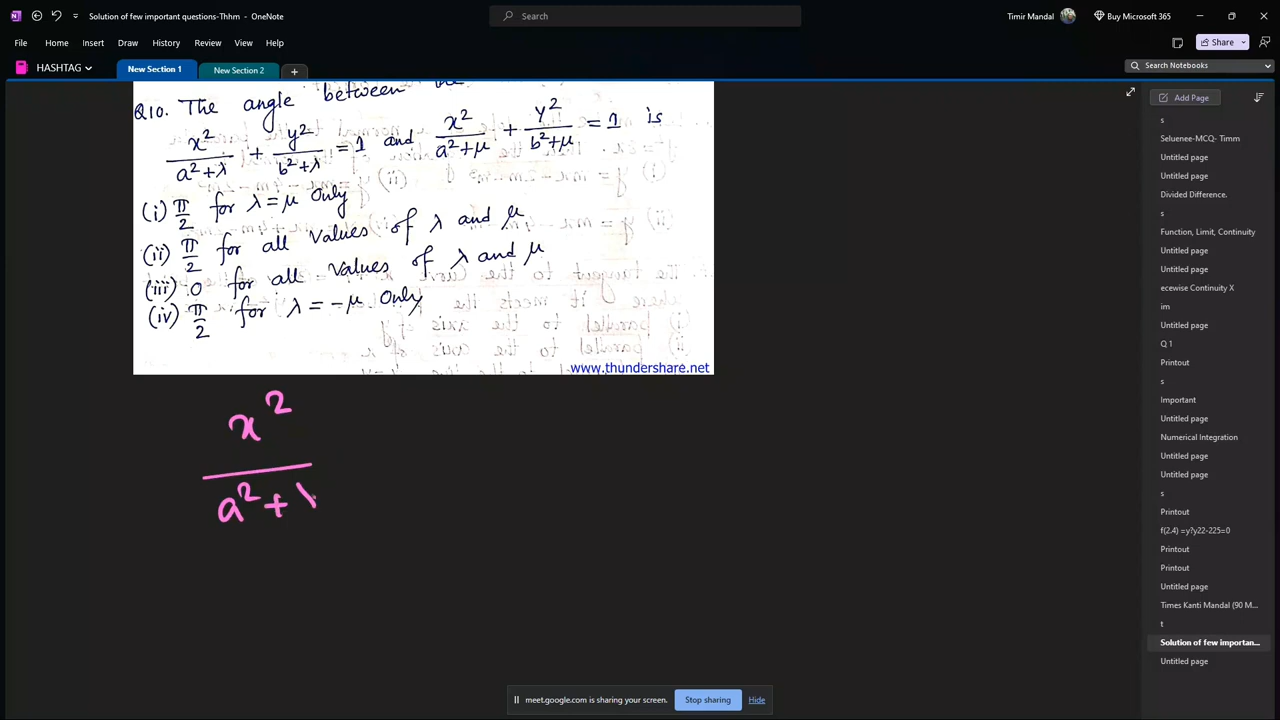 Solution of few important questions-Thhm - OneNote
Search
Timir Mandal
Buy Microsoft 365
File Home Insert Draw History Review View Help
Share
HASHTAG
New Section 1
New Section 2
+
Search Notebooks
Add Page
Q10. The angle between the
x²/(a²+λ) + y²/(b²+λ) = 1 and x²/(a²+μ) + y²/(b²+μ) = 1 is
(i) π/2 for λ = μ Only
(ii) π/2 for all values of λ and μ
(iii) 0 for all values of λ and μ
(iv) π/2 for λ = -μ Only
www.thundershare.net
x²
a² +
s
Seluenee-MCQ- Timm
Untitled page
Untitled page
Divided Difference.
s
Function, Limit, Continuity
Untitled page
Untitled page
ecewise Continuity X
im
Untitled page
Q 1
Printout
s
Important
Untitled page
Numerical Integration
Untitled page
Untitled page
s
Printout
f(2.4) =y?y22-225=0
Printout
Printout
Untitled page
Times Kanti Mandal (90 M...
t
Solution of few importan...
Untitled page
meet.google.com is sharing your screen.
Stop sharing
Hide